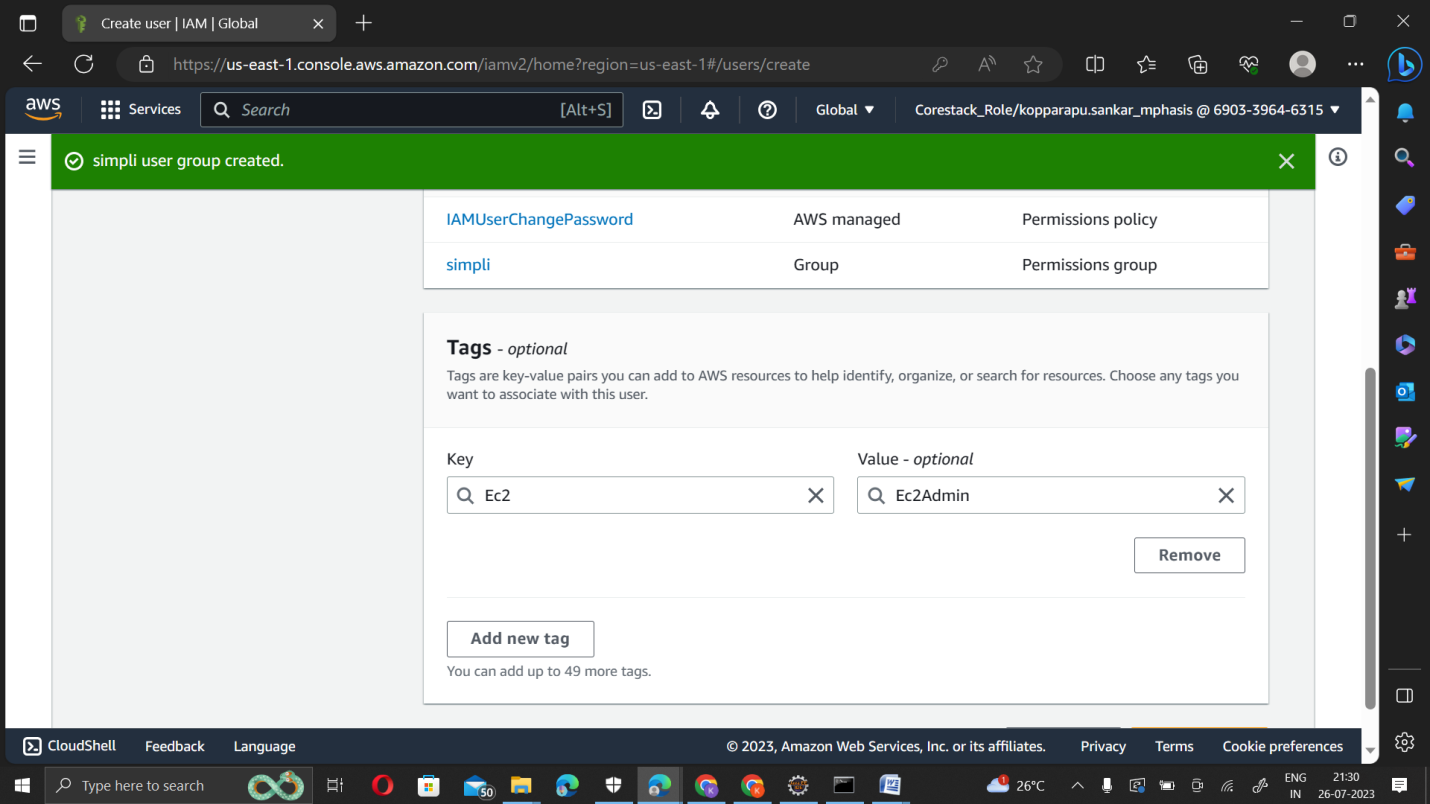 Create user | IAM | Global
https://us-east-1.console.aws.amazon.com/iamv2/home?region=us-east-1#/users/create
aws
Services
Search [Alt+S]
Global
Corestack_Role/kopparapu.sankar_mphasis @ 6903-3964-6315
simpli user group created.
IAMUserChangePassword AWS managed Permissions policy
simpli Group Permissions group
Tags - optional
Tags are key-value pairs you can add to AWS resources to help identify, organize, or search for resources. Choose any tags you
want to associate with this user.
Key Value - optional
Ec2 Ec2Admin
Remove
Add new tag
You can add up to 49 more tags.
CloudShell Feedback Language © 2023, Amazon Web Services, Inc. or its affiliates. Privacy Terms Cookie preferences
Type here to search
50
1
26°C
ENG
IN
21:30
26-07-2023